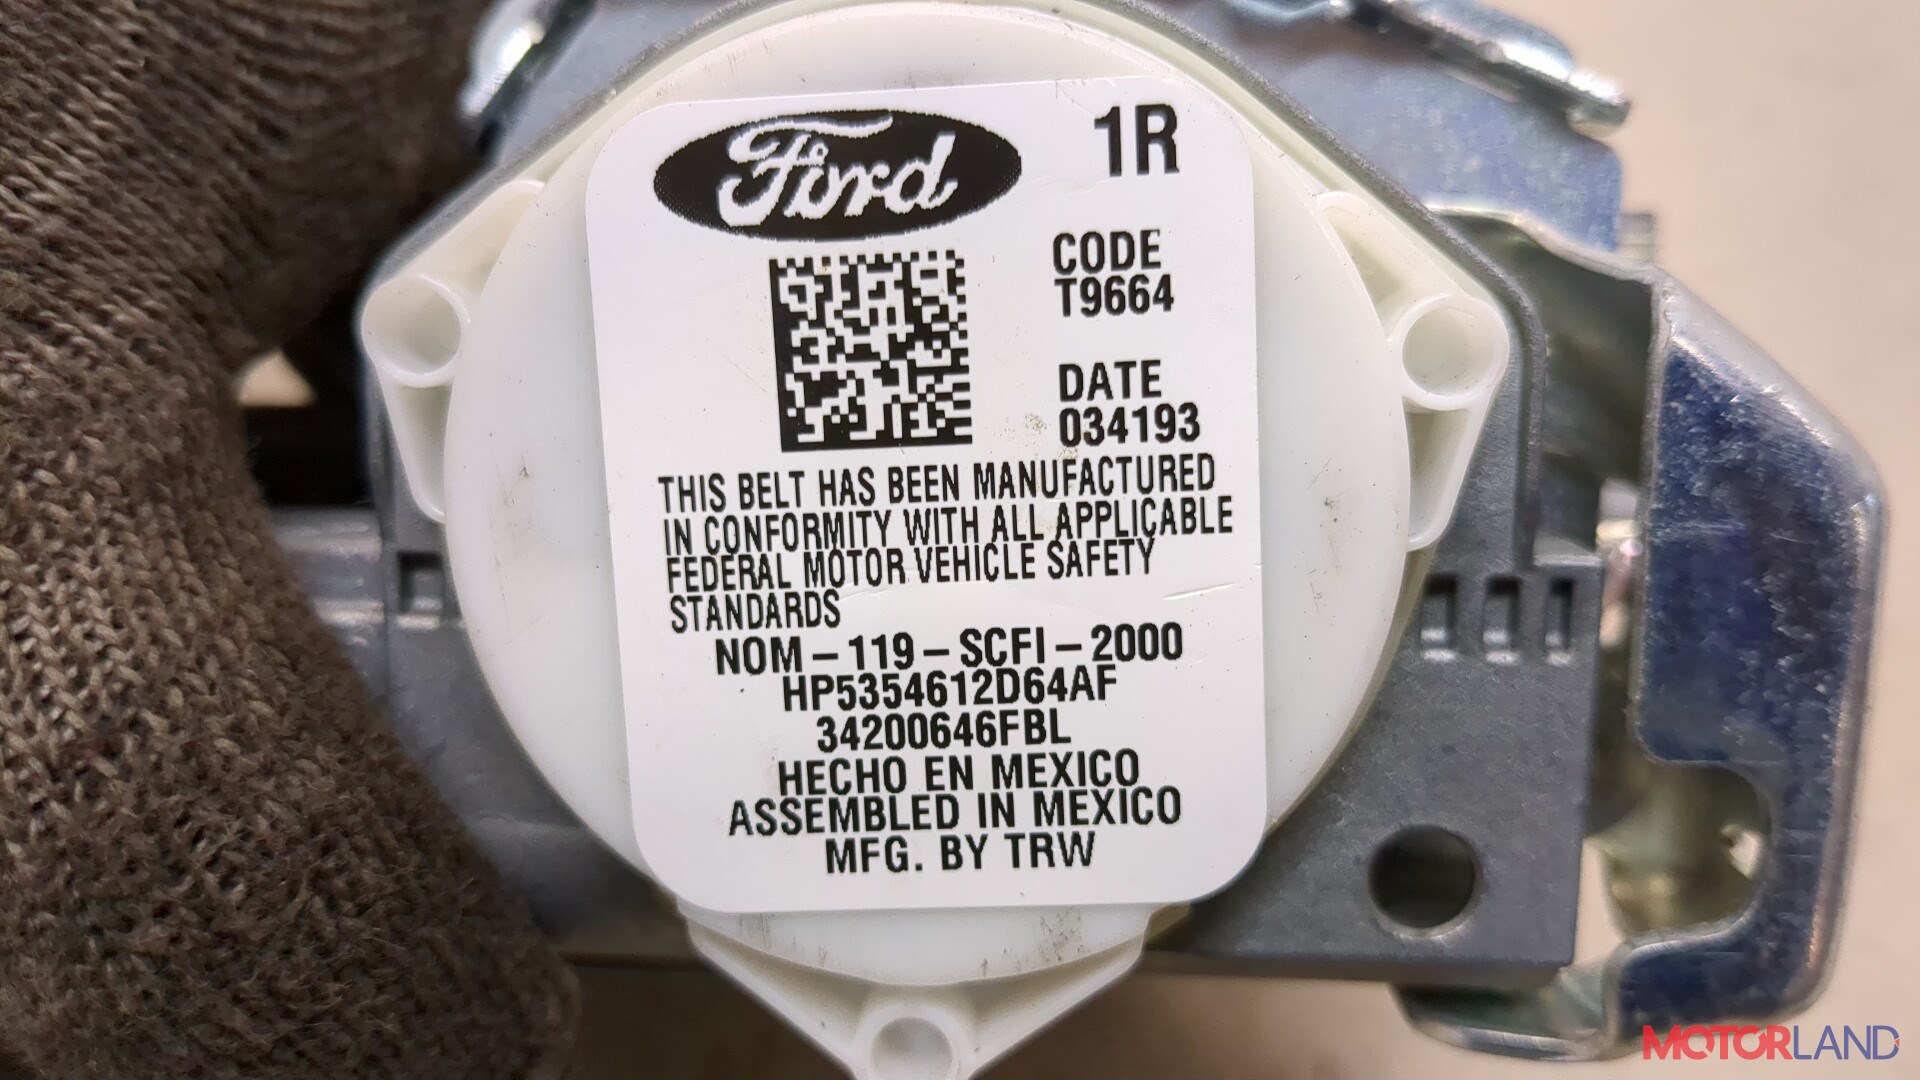 Ford 1R
CODE
T9664
DATE
034193
THIS BELT HAS BEEN MANUFACTURED
IN CONFORMITY WITH ALL APPLICABLE
FEDERAL MOTOR VEHICLE SAFETY
STANDARDS
NOM-119-SCFI-2000
HP5354612D64AF
34200646FBL
HECHO EN MEXICO
ASSEMBLED IN MEXICO
MFG. BY TRW
MOTORLAND